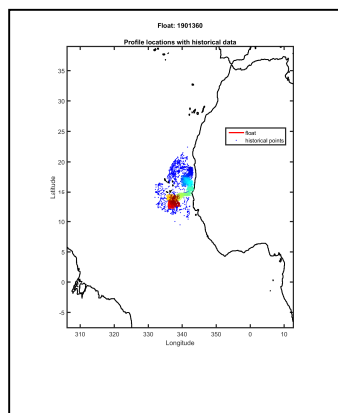 Float: 1901360
Profile locations with historical data
35
30
25
20
15
10
5
0
-5
Latitude
float
historical points
310 320 330 340 350 0 10
Longitude